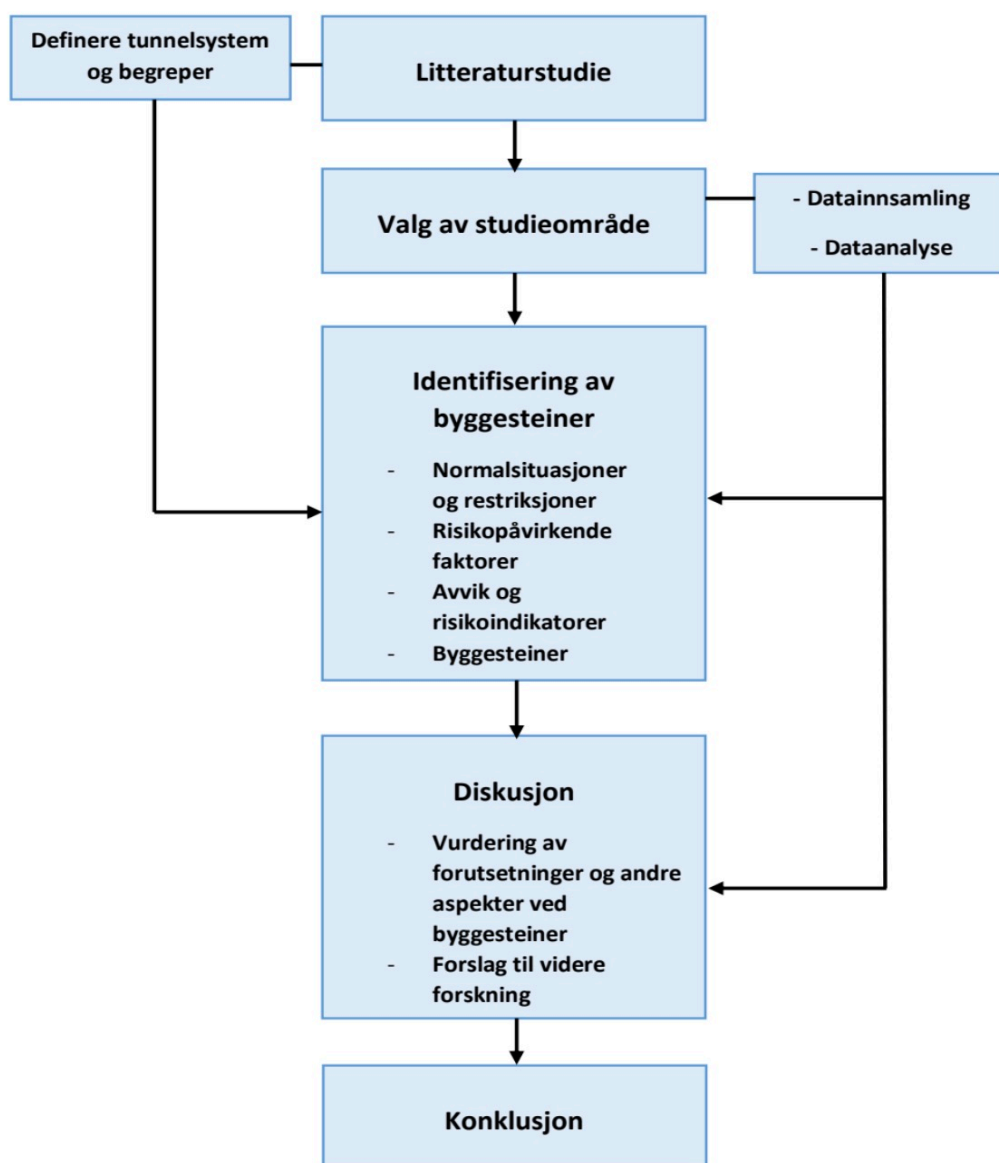 Definere tunnelsystem
og begreper
Litteraturstudie
Valg av studieområde
- Datainnsamling
- Dataanalyse
Identifisering av
byggesteiner
- Normalsituasjoner
og restriksjoner
- Risikopåvirkende
faktorer
- Avvik og
risikoindikatorer
- Byggesteiner
Diskusjon
- Vurdering av
forutsetninger og andre
aspekter ved
byggesteiner
- Forslag til videre
forskning
Konklusjon